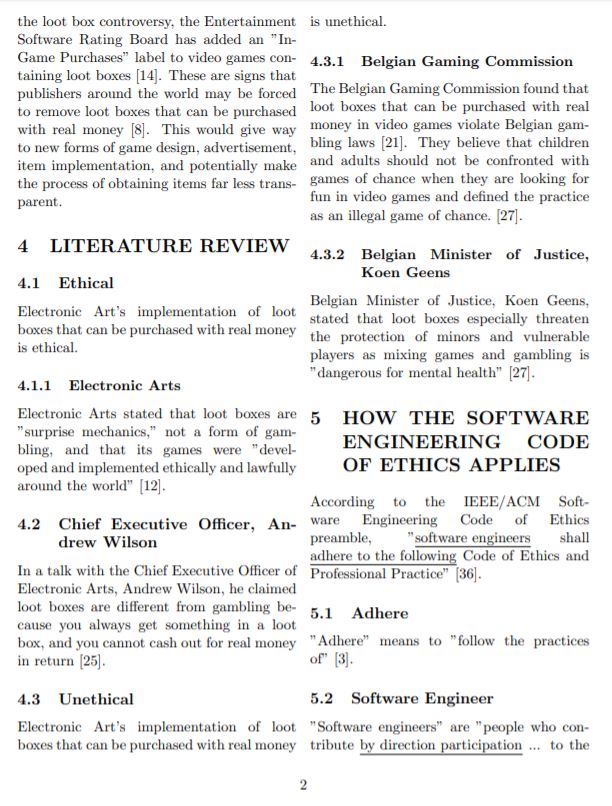 the loot box controversy, the Entertainment
Software Rating Board has added an "In-
Game Purchases" label to video games con-
taining loot boxes [14]. These are signs that
publishers around the world may be forced
to remove loot boxes that can be purchased
with real money [8]. This would give way
to new forms of game design, advertisement,
item implementation, and potentially make
the process of obtaining items far less trans-
parent.
4 LITERATURE REVIEW
4.1 Ethical
Electronic Art's implementation of loot
boxes that can be purchased with real money
is ethical.
4.1.1 Electronic Arts
Electronic Arts stated that loot boxes are
"surprise mechanics," not a form of gam-
bling, and that its games were "devel-
oped and implemented ethically and lawfully
around the world" [12].
4.2 Chief Executive Officer, An-
drew Wilson
In a talk with the Chief Executive Officer of
Electronic Arts, Andrew Wilson, he claimed
loot boxes are different from gambling be-
cause you always get something in a loot
box, and you cannot cash out for real money
in return [25].
4.3 Unethical
Electronic Art's implementation of loot
boxes that can be purchased with real money
is unethical.
4.3.1 Belgian Gaming Commission
The Belgian Gaming Commission found that
loot boxes that can be purchased with real
money in video games violate Belgian gam-
bling laws [21]. They believe that children
and adults should not be confronted with
games of chance when they are looking for
fun in video games and defined the practice
as an illegal game of chance. [27].
4.3.2 Belgian Minister of Justice,
Koen Geens
Belgian Minister of Justice, Koen Geens,
stated that loot boxes especially threaten
the protection of minors and vulnerable
players as mixing games and gambling is
"dangerous for mental health" [27].
5 HOW THE SOFTWARE
ENGINEERING CODE
OF ETHICS APPLIES
According to the IEEE/ACM Soft-
ware Engineering Code of Ethics
preamble, "software engineers shall
adhere to the following Code of Ethics and
Professional Practice" [36].
5.1 Adhere
"Adhere" means to "follow the practices
of" [3].
5.2 Software Engineer
"Software engineers" are "people who con-
tribute by direction participation ... to the
2